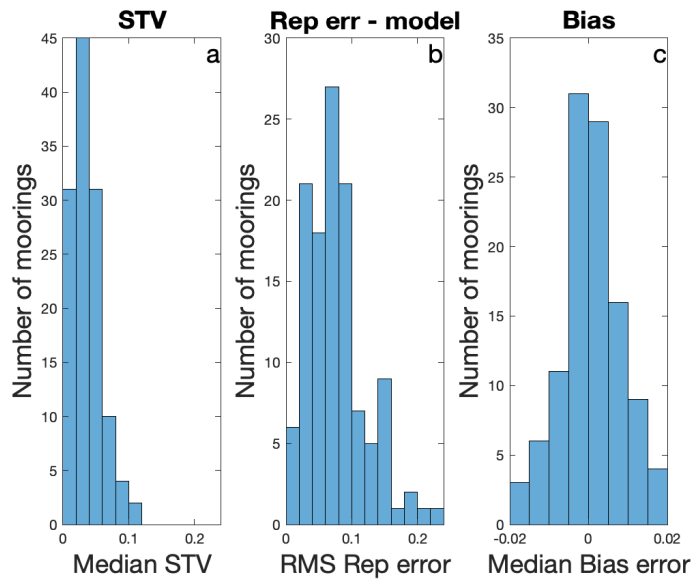 STV
a
Number of moorings
45
40
35
30
25
20
15
10
5
0
0
0.1
0.2
Median STV
Rep err - model
b
Number of moorings
30
25
20
15
10
5
0
0
0.1
0.2
RMS Rep error
Bias
c
Number of moorings
35
30
25
20
15
10
5
0
-0.02
0
0.02
Median Bias error